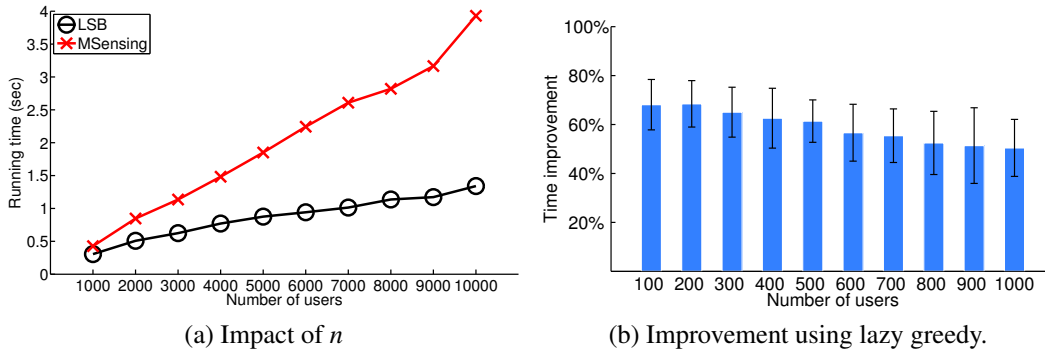 4
3.5
3
2.5
2
1.5
1
0.5
0
Running time (sec)
LSB
MSensing
1000 2000 3000 4000 5000 6000 7000 8000 9000 10000
Number of users
(a) Impact of n
80%
60%
40%
20%
Time improvement
100 200 300 400 500 600 700 800 900 1000
Number of users
(b) Improvement using lazy greedy.